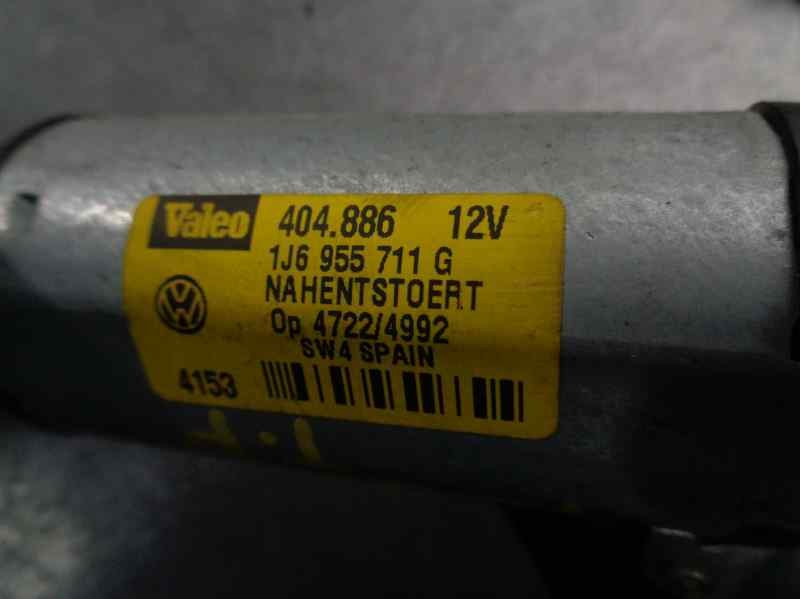 Valeo 404.886 12V
1J6 955 711 G
NAHENTSTOERT
Op 4722/4992
SW4 SPAIN
4153